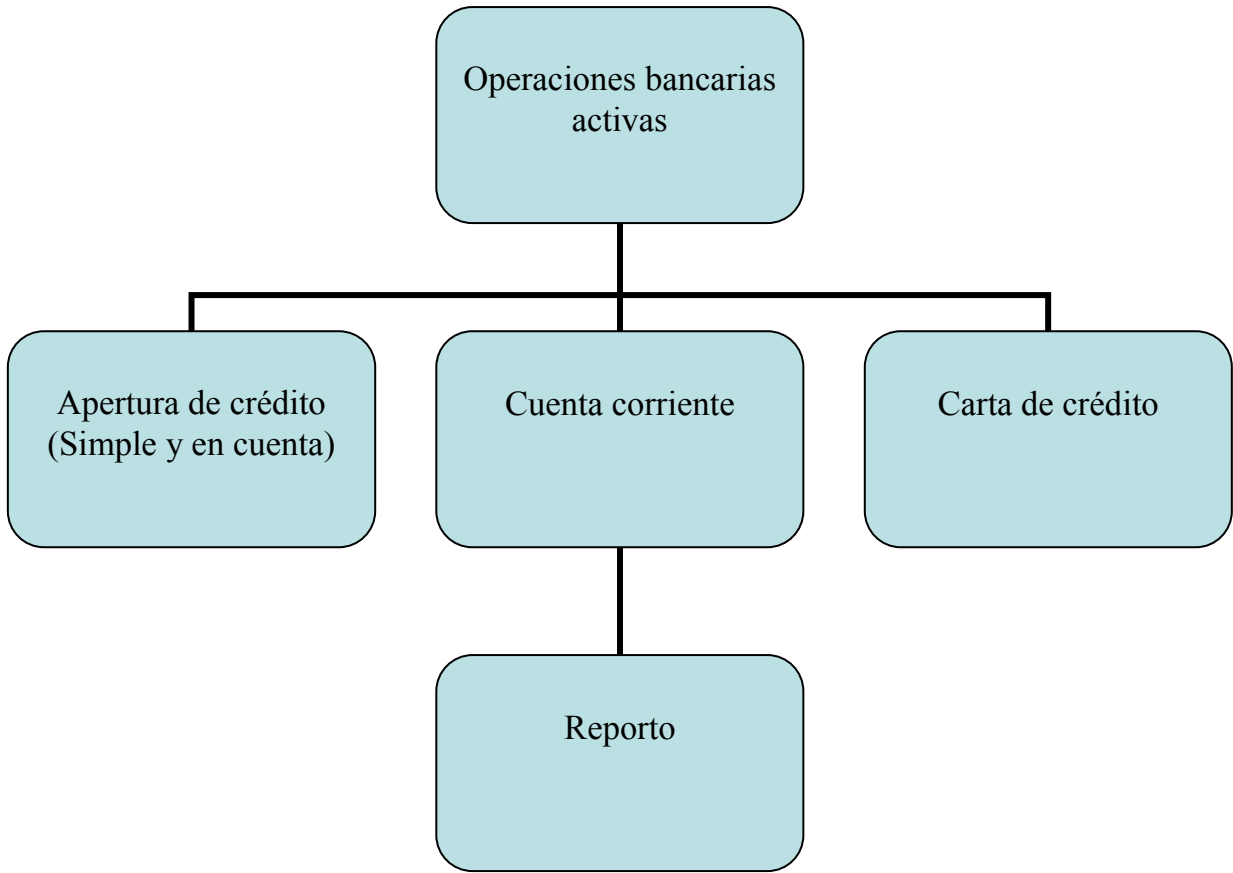 Operaciones bancarias
activas
Apertura de crédito
(Simple y en cuenta)
Cuenta corriente
Carta de crédito
Reporto